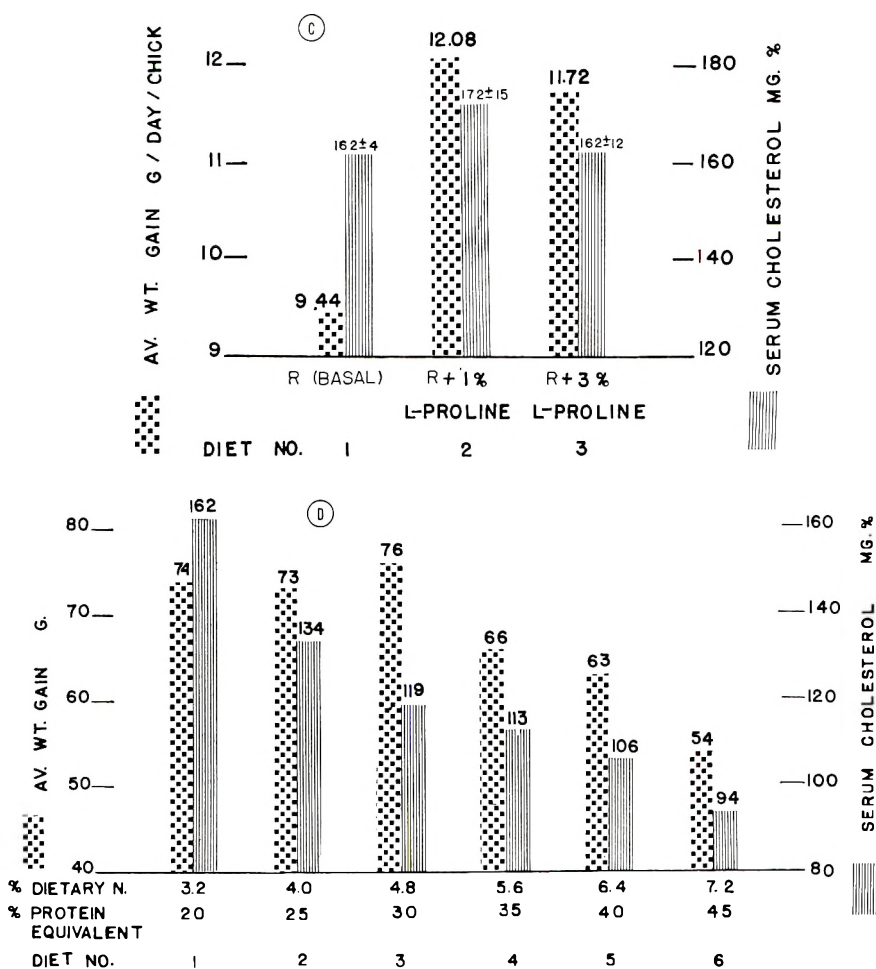 C
AV. WT. GAIN G / DAY / CHICK
12
11
10
9
9.44
162±4
12.08
172±15
11.72
162±12
180
160
140
120
SERUM CHOLESTEROL MG. %
R (BASAL) R + 1% R + 3 %
L-PROLINE L-PROLINE
DIET NO. 1 2 3
D
AV. WT. GAIN G.
80
70
60
50
40
74 162
73 134
76 119
66 113
63 106
54 94
160
140
120
100
80
SERUM CHOLESTEROL MG. %
% DIETARY N. 3.2 4.0 4.8 5.6 6.4 7.2
% PROTEIN 20 25 30 35 40 45
EQUIVALENT
DIET NO. 1 2 3 4 5 6